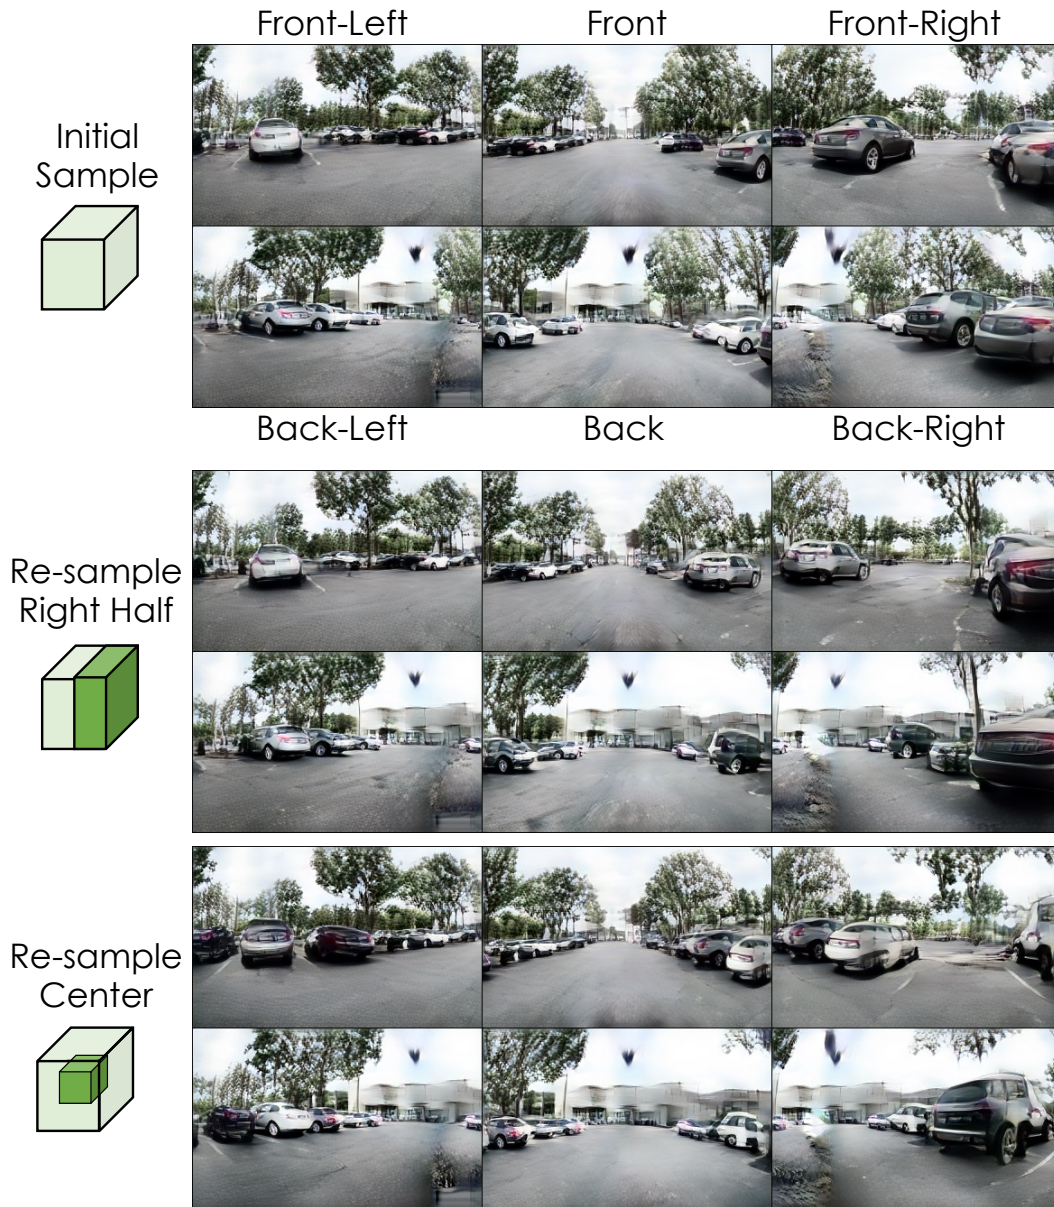 Front-Left Front Front-Right
Initial
Sample
Back-Left Back Back-Right
Re-sample
Right Half
Re-sample
Center